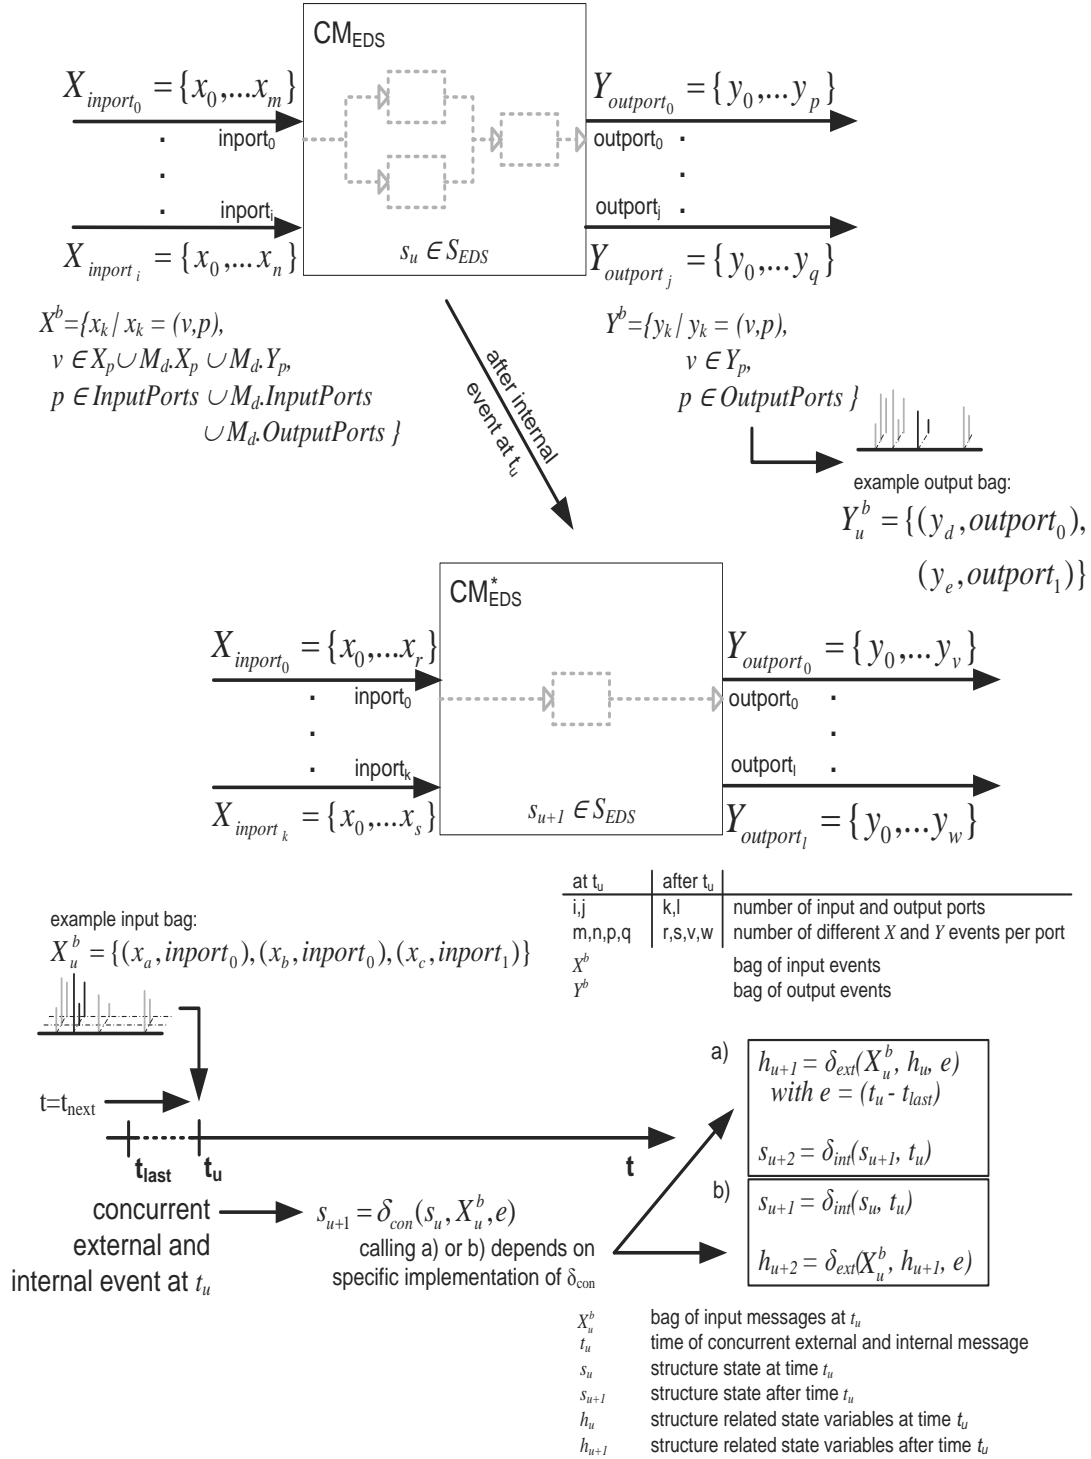 CM_EDS
X_inport_0 = {x_0,...x_m}
inport_0
inport_i
X_inport_i = {x_0,...x_n}
Y_outport_0 = {y_0,...y_p}
outport_0
outport_j
Y_outport_j = {y_0,...y_q}
s_u ∈ S_EDS
X^b={x_k | x_k = (v,p),
v ∈ X_p ∪ M_d.X_p ∪ M_d.Y_p,
p ∈ InputPorts ∪ M_d.InputPorts
∪ M_d.OutputPorts }
after internal
event at t_u
Y^b={y_k | y_k = (v,p),
v ∈ Y_p,
p ∈ OutputPorts }
example output bag:
Y_u^b = {(y_d,outport_0),
(y_e,outport_1)}
CM*_EDS
X_inport_0 = {x_0,...x_r}
inport_0
inport_k
X_inport_k = {x_0,...x_s}
Y_outport_0 = {y_0,...y_v}
outport_0
outport_l
Y_outport_l = {y_0,...y_w}
s_u+1 ∈ S_EDS
at t_u after t_u
i,j k,l number of input and output ports
m,n,p,q r,s,v,w number of different X and Y events per port
X^b bag of input events
Y^b bag of output events
example input bag:
X_u^b = {(x_a,inport_0),(x_b,inport_0),(x_c,inport_1)}
t=t_next
t_last t_u t
concurrent
external and
internal event at t_u
s_u+1 = δ_con(s_u, X_u^b, e)
calling a) or b) depends on
specific implementation of δ_con
a)
h_u+1 = δ_ext(X_u^b, h_u, e)
with e = (t_u - t_last)
s_u+2 = δ_int(s_u+1, t_u)
b)
s_u+1 = δ_int(s_u, t_u)
h_u+2 = δ_ext(X_u^b, h_u+1, e)
X_u^b bag of input messages at t_u
t_u time of concurrent external and internal message
s_u structure state at time t_u
s_u+1 structure state after time t_u
h_u structure related state variables at time t_u
h_u+1 structure related state variables after time t_u